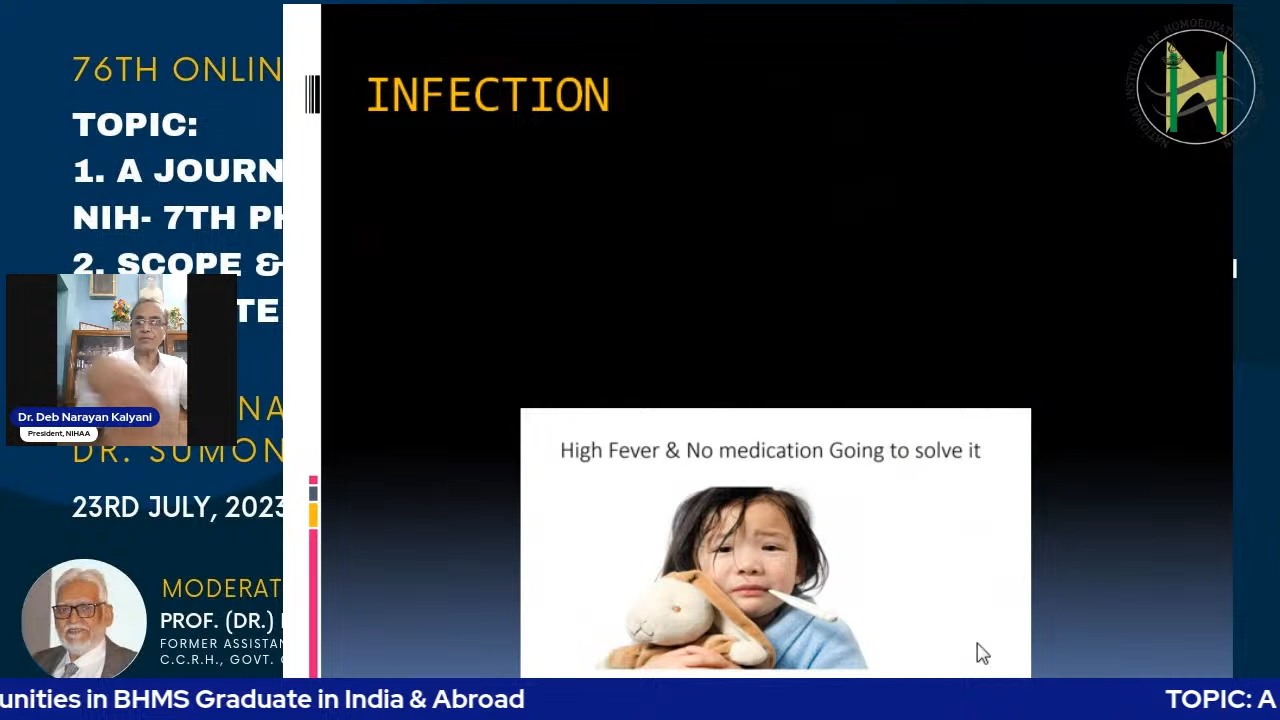 76TH ONLIN
TOPIC:
1. A JOURN
NIH- 7TH PH
2. SCOPE &
TE
NA
DR. SUMON
23RD JULY, 2023
MODERAT
PROF. (DR.)
FORMER ASSISTAN
C.C.R.H., GOVT.
Dr. Deb Narayan Kalyani
President, NIHAA
INFECTION
High Fever & No medication Going to solve it
unities in BHMS Graduate in India & Abroad
TOPIC: A